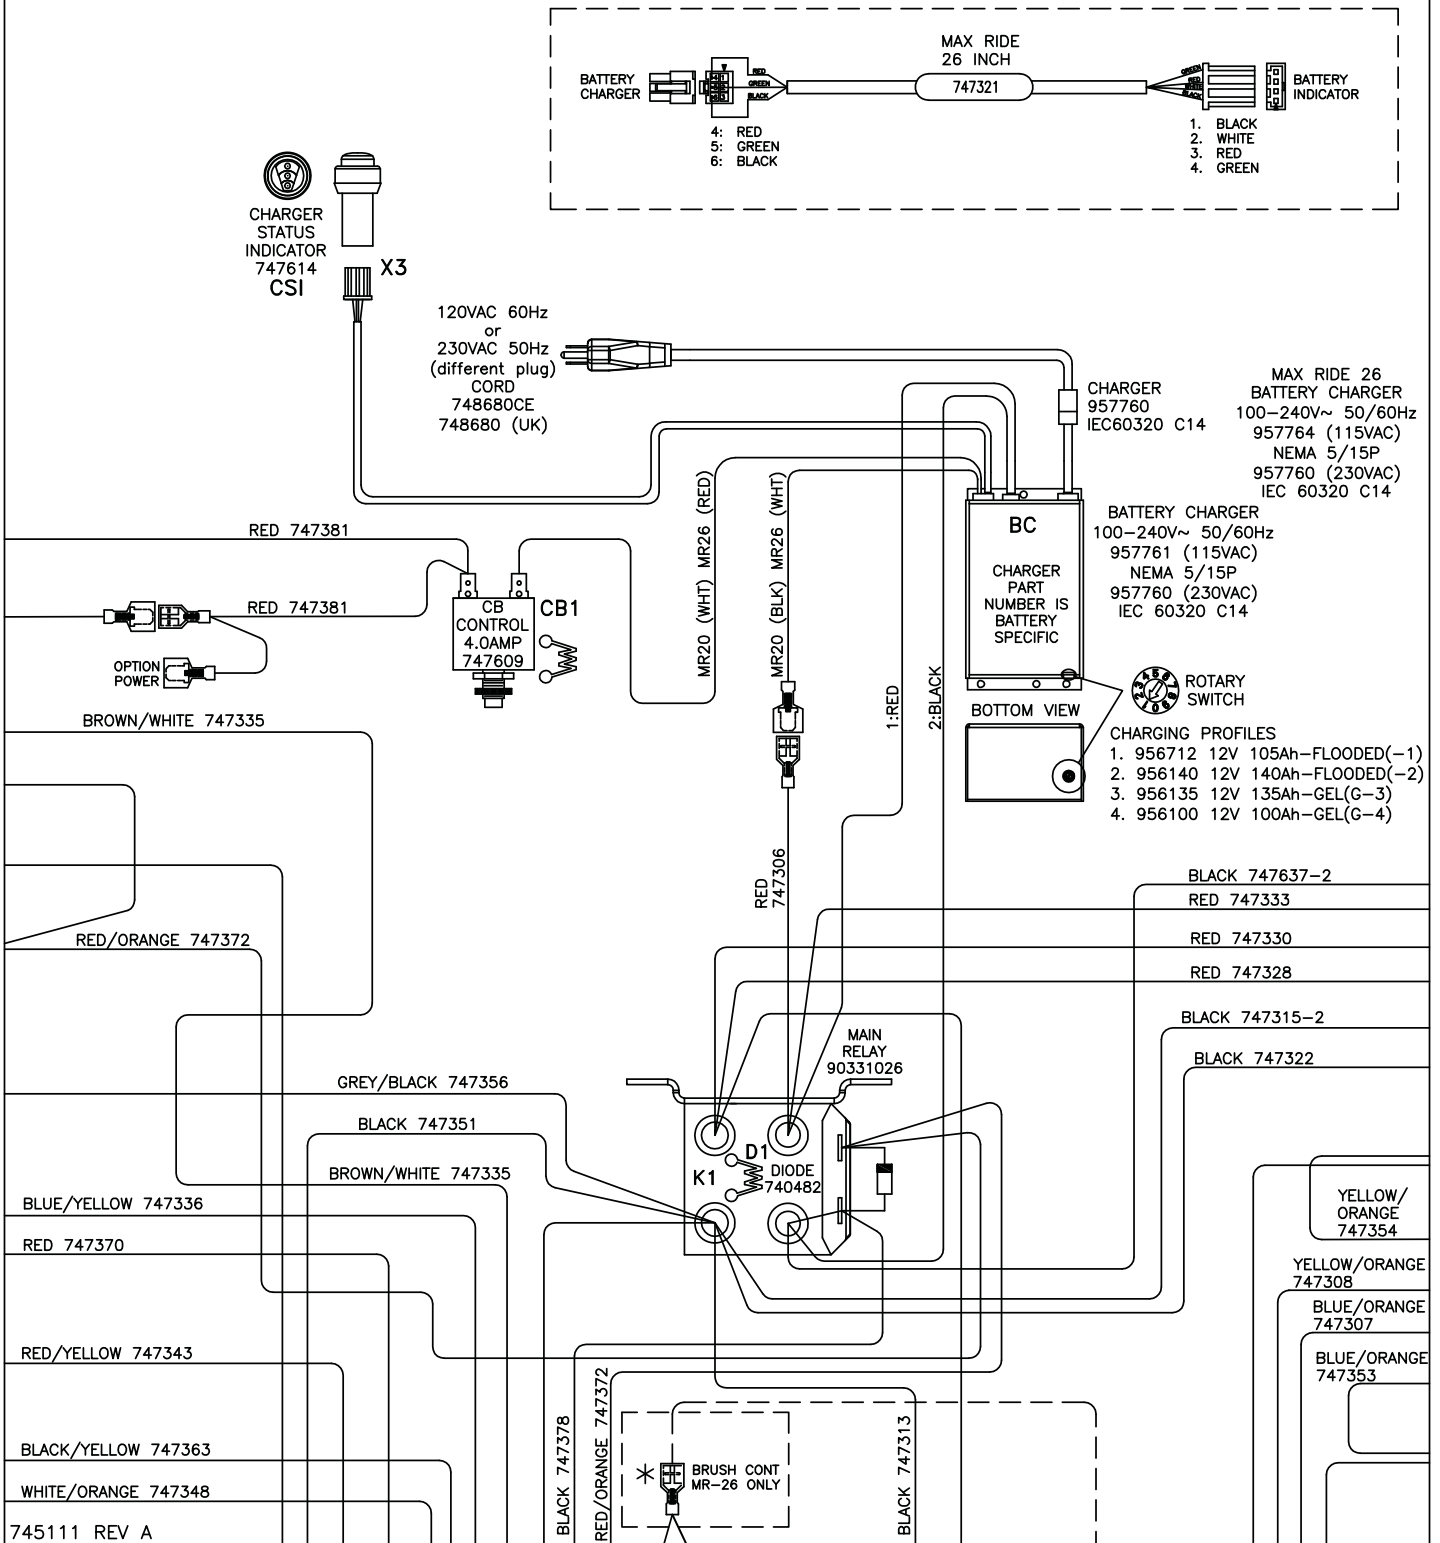 MAX RIDE
26 INCH
747321
BATTERY
CHARGER
RED
GREEN
BLACK
4: RED
5: GREEN
6: BLACK
GREEN
RED
WHITE
BLACK
BATTERY
INDICATOR
1. BLACK
2. WHITE
3. RED
4. GREEN
CHARGER
STATUS
INDICATOR
747614
CSI
X3
120VAC 60Hz
or
230VAC 50Hz
(different plug)
CORD
748680CE
748680 (UK)
CHARGER
957760
IEC60320 C14
MAX RIDE 26
BATTERY CHARGER
100-240V~ 50/60Hz
957764 (115VAC)
NEMA 5/15P
957760 (230VAC)
IEC 60320 C14
BATTERY CHARGER
100-240V~ 50/60Hz
957761 (115VAC)
NEMA 5/15P
957760 (230VAC)
IEC 60320 C14
BC
CHARGER
PART
NUMBER IS
BATTERY
SPECIFIC
RED 747381
RED 747381
CB
CONTROL
4.0AMP
747609
CB1
OPTION
POWER
MR20 (WHT) MR26 (RED)
MR20 (BLK) MR26 (WHT)
1:RED
2:BLACK
ROTARY
SWITCH
BOTTOM VIEW
CHARGING PROFILES
1. 956712 12V 105Ah-FLOODED(-1)
2. 956140 12V 140Ah-FLOODED(-2)
3. 956135 12V 135Ah-GEL(G-3)
4. 956100 12V 100Ah-GEL(G-4)
BROWN/WHITE 747335
RED
747306
BLACK 747637-2
RED 747333
RED/ORANGE 747372
RED 747330
RED 747328
BLACK 747315-2
MAIN
RELAY
90331026
BLACK 747322
GREY/BLACK 747356
BLACK 747351
BROWN/WHITE 747335
K1
D1
DIODE
740482
BLUE/YELLOW 747336
YELLOW/
ORANGE
747354
RED 747370
YELLOW/ORANGE
747308
BLUE/ORANGE
747307
RED/YELLOW 747343
BLUE/ORANGE
747353
BLACK 747378
RED/ORANGE 747372
BLACK 747313
BLACK/YELLOW 747363
BRUSH CONT
MR-26 ONLY
WHITE/ORANGE 747348
745111 REV A